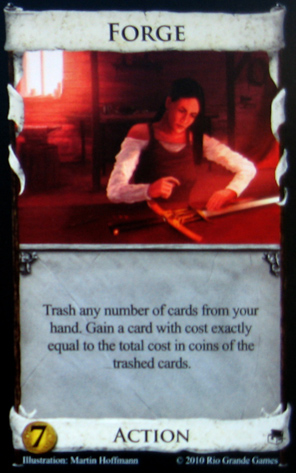 FORGE
Trash any number of cards from your
hand. Gain a card with cost exactly
equal to the total cost in coins of the
trashed cards.
7
ACTION
Illustration: Martin Hoffmann
© 2010 Rio Grande Games